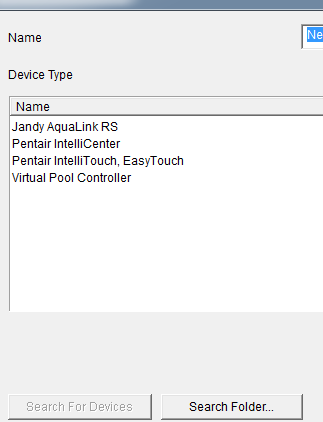 Name
Ne
Device Type
Name
Jandy AquaLink RS
Pentair IntelliCenter
Pentair IntelliTouch, EasyTouch
Virtual Pool Controller
Search For Devices
Search Folder...